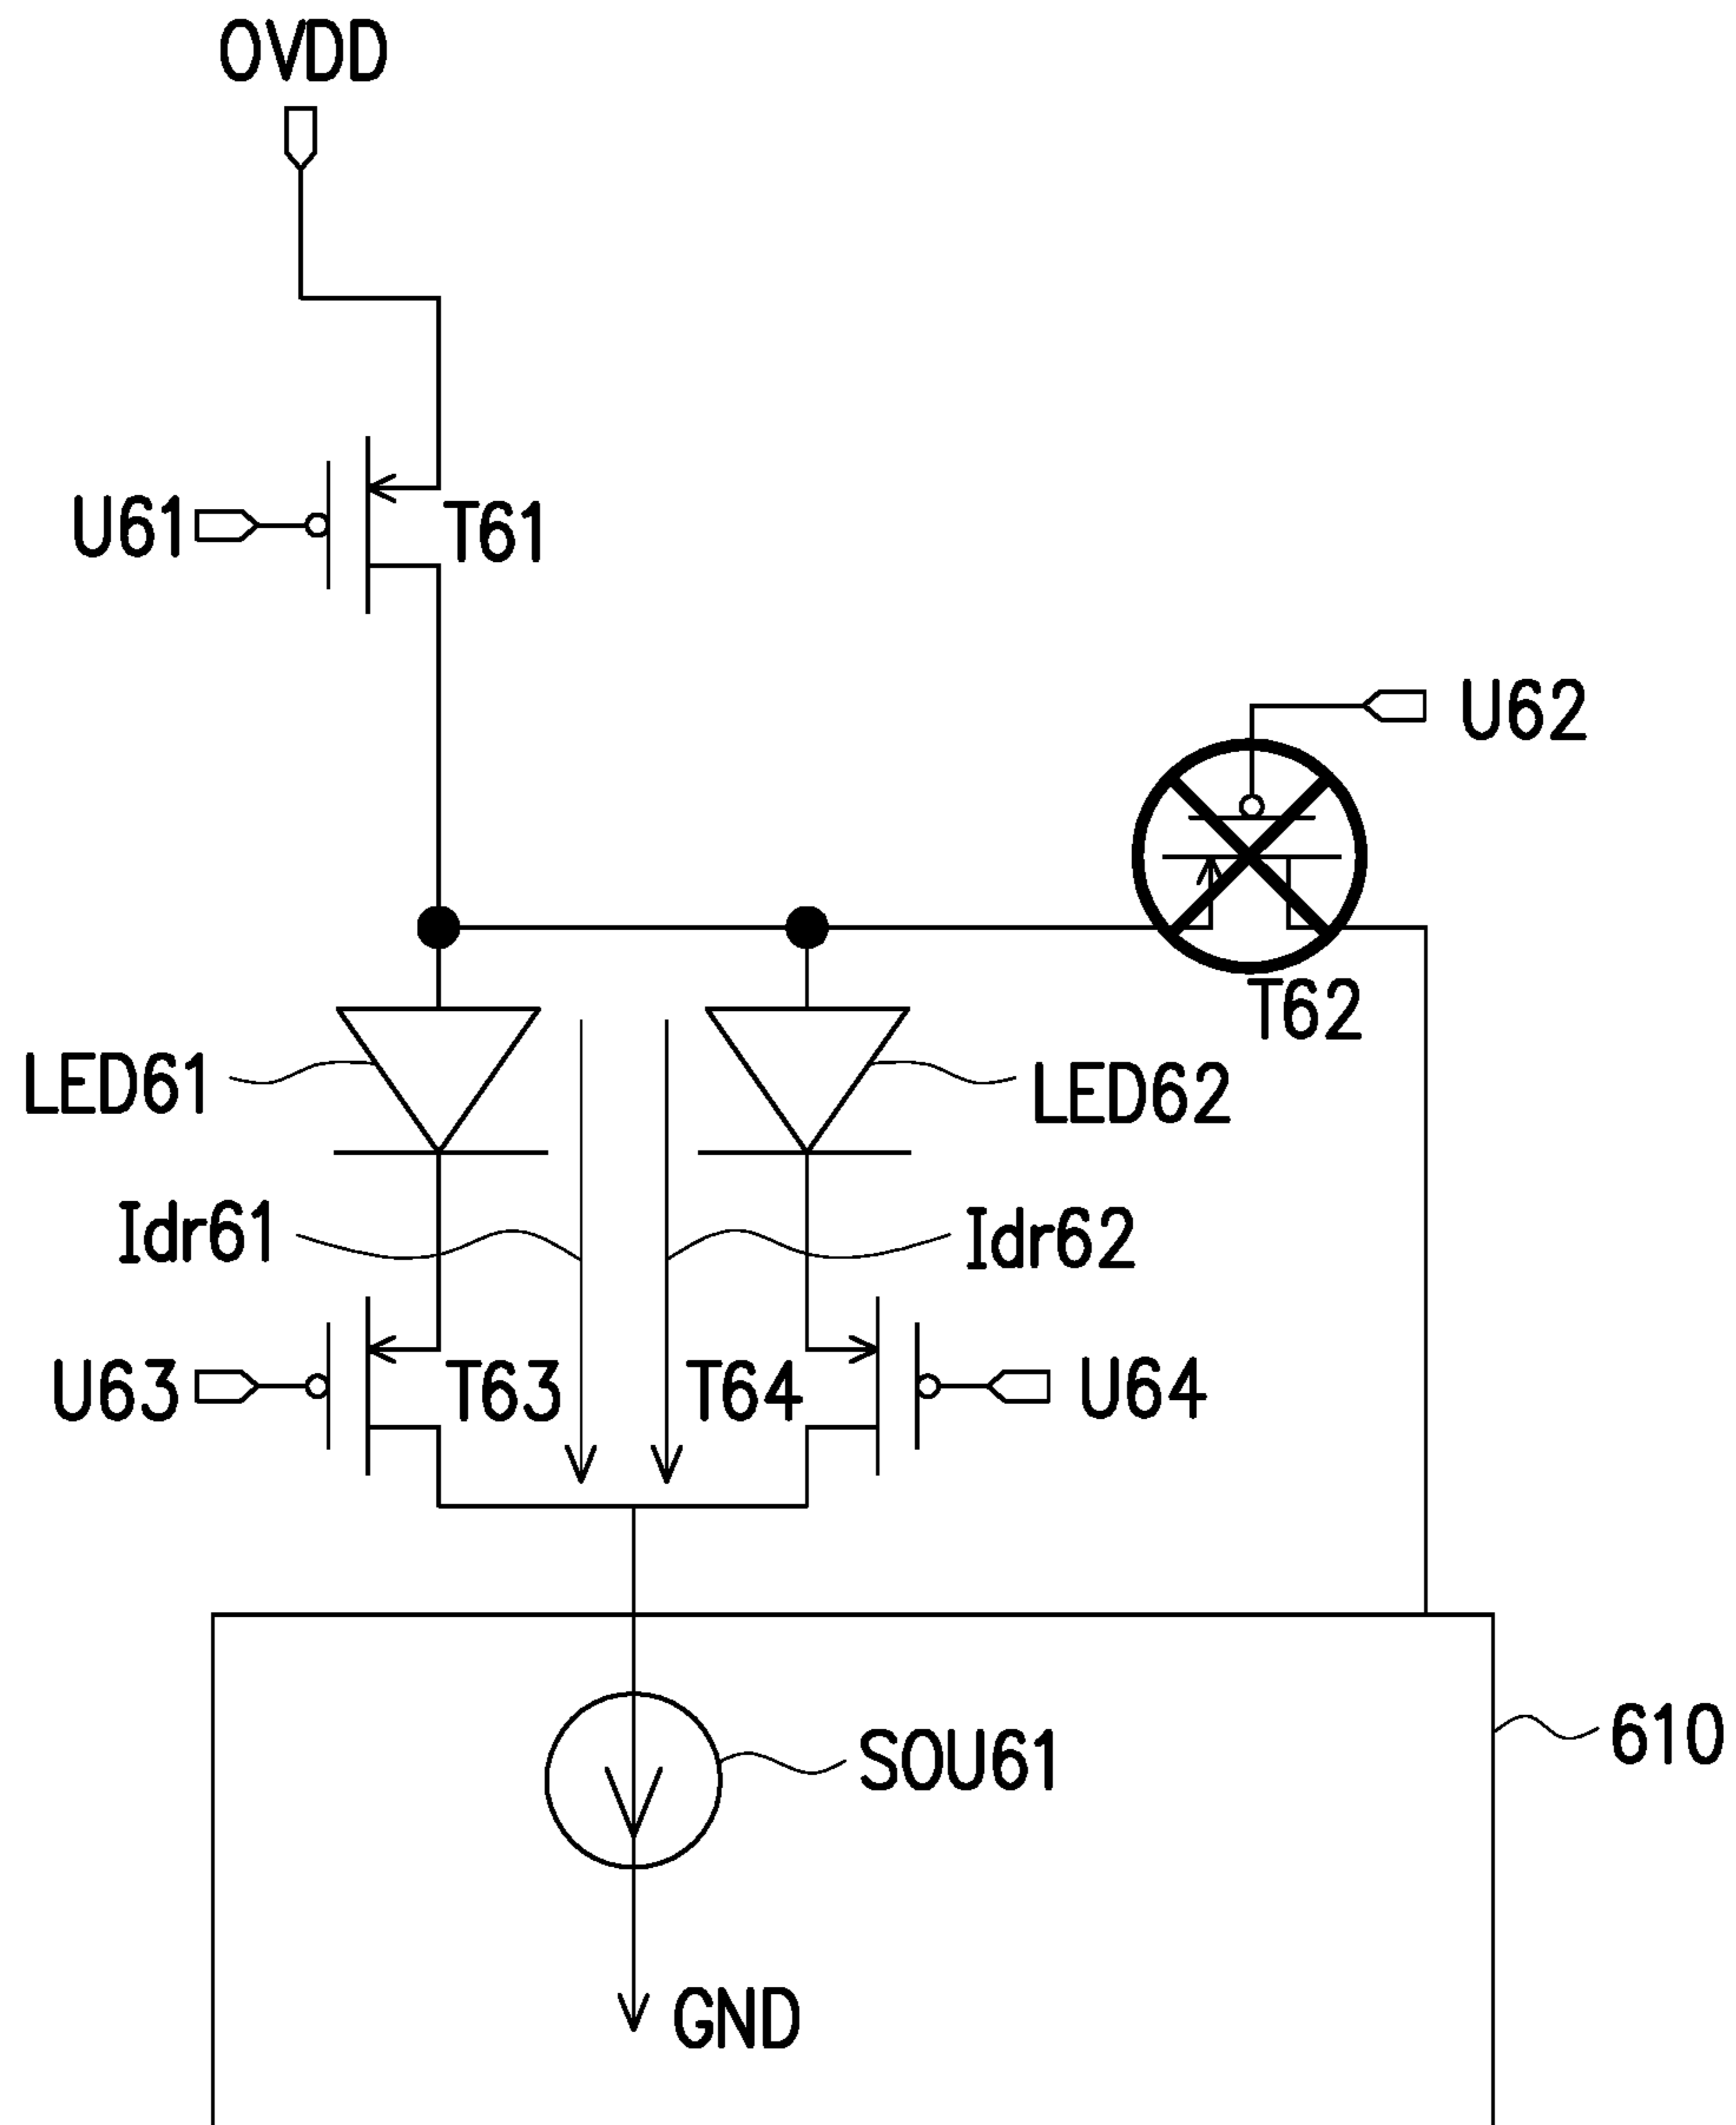 OVDD
U61
T61
U62
T62
LED61
LED62
Idr61
Idr62
U63
T63
T64
U64
SOU61
610
GND